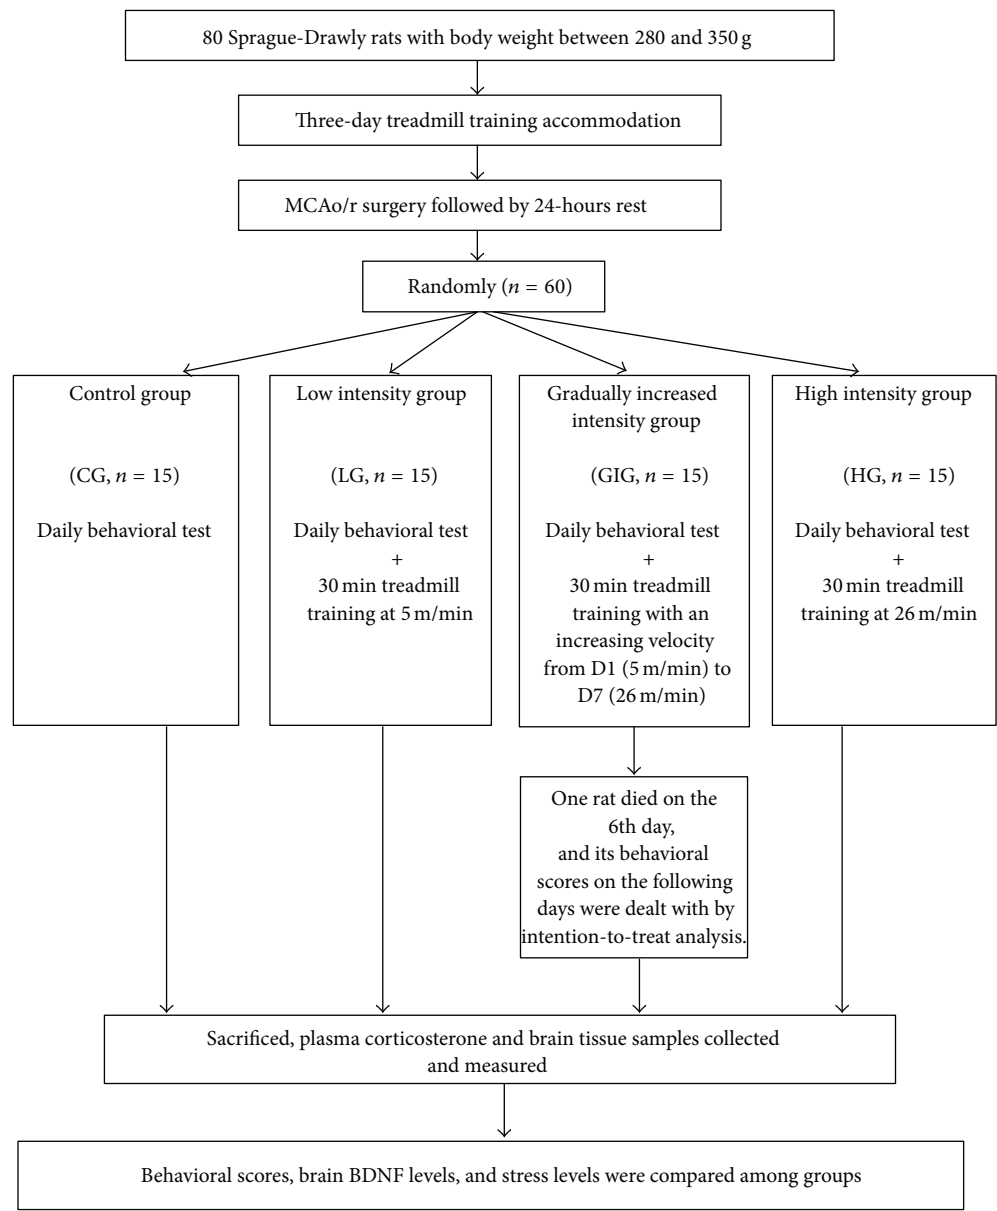 80 Sprague-Drawly rats with body weight between 280 and 350 g
Three-day treadmill training accommodation
MCAo/r surgery followed by 24-hours rest
Randomly (n = 60)
Control group
(CG, n = 15)
Daily behavioral test
Low intensity group
(LG, n = 15)
Daily behavioral test
+
30 min treadmill
training at 5 m/min
Gradually increased
intensity group
(GIG, n = 15)
Daily behavioral test
+
30 min treadmill
training with an
increasing velocity
from D1 (5 m/min) to
D7 (26 m/min)
High intensity group
(HG, n = 15)
Daily behavioral test
+
30 min treadmill
training at 26 m/min
One rat died on the
6th day,
and its behavioral
scores on the following
days were dealt with by
intention-to-treat analysis.
Sacrificed, plasma corticosterone and brain tissue samples collected
and measured
Behavioral scores, brain BDNF levels, and stress levels were compared among groups